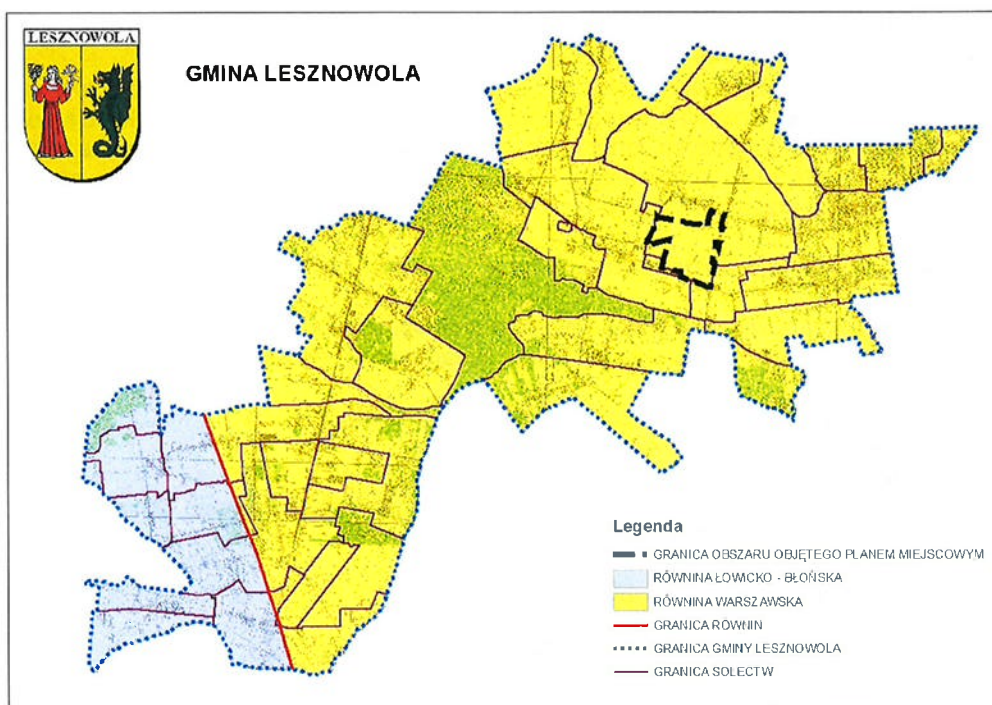 LESZNOWOLA
GMINA LESZNOWOLA
Legenda
GRANICA OBSZARU OBJĘTEGO PLANEM MIEJSCOWYM
RÓWNINA ŁOWICKO - BŁOŃSKA
RÓWNINA WARSZAWSKA
GRANICA RÓWNIN
GRANICA GMINY LESZNOWOLA
GRANICA SOŁECTW